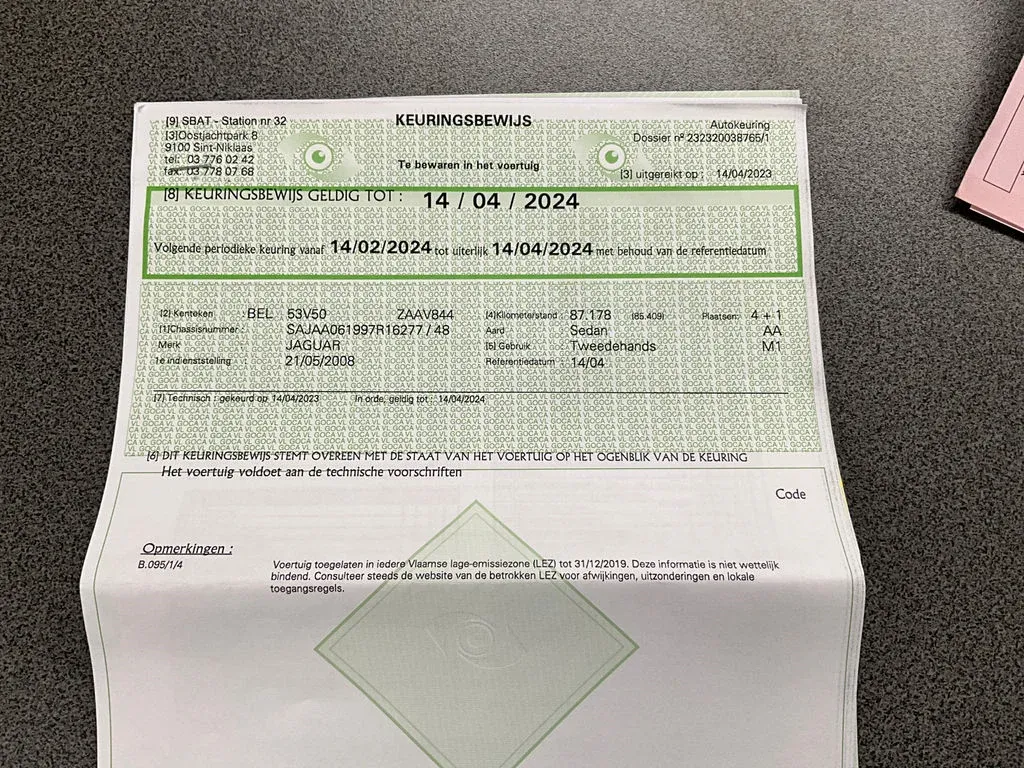 [9] SBAT - Station nr 32
[3]Oostjachtpark 8
9100 Sint-Niklaas
tel: 03 776 02 42
fax. 03 778 07 68
KEURINGSBEWIJS
Te bewaren in het voertuig
Autokeuring
Dossier nº 232320038765/1
[3] uitgereikt op : 14/04/2023
[8] KEURINGSBEWIJS GELDIG TOT : 14 / 04 / 2024
Volgende periodieke keuring vanaf 14/02/2024 tot uiterlijk 14/04/2024 met behoud van de referentiedatum
[2] Kenteken : BEL 53V50 ZAAV844 [4]Kilometerstand : 87.178 (85.409) Plaatsen: 4 + 1
[1]Chassisnummer : SAJAA061997R16277 / 48 Aard : Sedan AA
Merk : JAGUAR [5] Gebruik : Tweedehands M1
1e indienststelling : 21/05/2008 Referentiedatum : 14/04
[7] Technisch : gekeurd op 14/04/2023 In orde, geldig tot : 14/04/2024
[6] DIT KEURINGSBEWIJS STEMT OVEREEN MET DE STAAT VAN HET VOERTUIG OP HET OGENBLIK VAN DE KEURING
Het voertuig voldoet aan de technische voorschriften
Code
Opmerkingen :
B.095/1/4
Voertuig toegelaten in iedere Vlaamse lage-emissiezone (LEZ) tot 31/12/2019. Deze informatie is niet wettelijk
bindend. Consulteer steeds de website van de betrokken LEZ voor afwijkingen, uitzonderingen en lokale
toegangsregels.